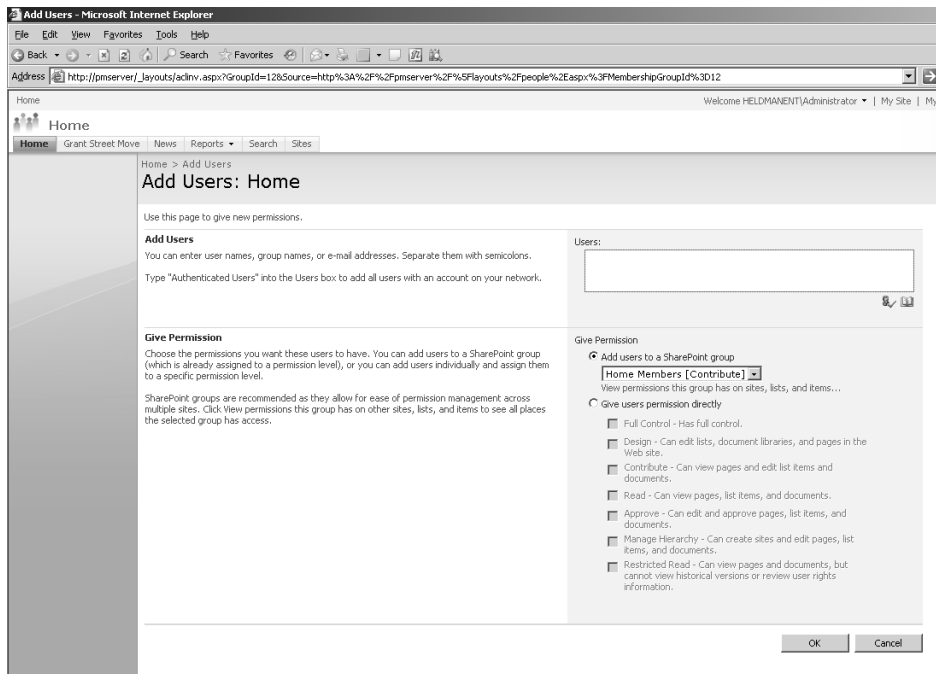 Add Users - Microsoft Internet Explorer
File Edit View Favorites Tools Help
Back Search Favorites
Address http://pmserver/_layouts/aclinv.aspx?GroupId=12&Source=http%3A%2F%2Fpmserver%2F%5Flayouts%2Fpeople%2Easpx%3FMembershipGroupId%3D12
Home Welcome HELDMANENT\Administrator | My Site | My
Home
Home Grant Street Move News Reports Search Sites
Home > Add Users
Add Users: Home
Use this page to give new permissions.
Add Users
You can enter user names, group names, or e-mail addresses. Separate them with semicolons.
Type "Authenticated Users" into the Users box to add all users with an account on your network.
Users:
Give Permission
Choose the permissions you want these users to have. You can add users to a SharePoint group
(which is already assigned to a permission level), or you can add users individually and assign them
to a specific permission level.
SharePoint groups are recommended as they allow for ease of permission management across
multiple sites. Click View permissions this group has on other sites, lists, and items to see all places
the selected group has access.
Give Permission
Add users to a SharePoint group
Home Members [Contribute]
View permissions this group has on sites, lists, and items...
Give users permission directly
Full Control - Has full control.
Design - Can edit lists, document libraries, and pages in the
Web site.
Contribute - Can view pages and edit list items and
documents.
Read - Can view pages, list items, and documents.
Approve - Can edit and approve pages, list items, and
documents.
Manage Hierarchy - Can create sites and edit pages, list
items, and documents.
Restricted Read - Can view pages and documents, but
cannot view historical versions or review user rights
information.
OK Cancel